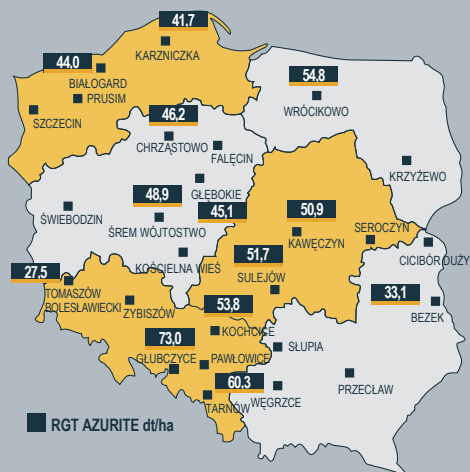 41,7
KARZNICZKA
44,0
BIAŁOGARD
PRUSIM
SZCZECIN
54,8
WRÓCIKOWO
46,2
CHRZĄSTOWO
FALĘCIN
KRZYŻEWO
GŁĘBOKIE
48,9
45,1
ŚWIEBODZIN
ŚREM WÓJTOSTWO
50,9
KAWĘCZYN
SEROCZYN
CICIBÓR DUŻY
KOŚCIELNA WIEŚ
51,7
SULEJÓW
27,5
TOMASZÓW
BOLESŁAWIECKI
ZYBISZÓW
33,1
BEZEK
53,8
KOCHCICE
73,0
GŁUBCZYCE
PAWŁOWICE
SŁUPIA
60.3
TARNÓW
WĘGRZCE
PRZECŁAW
RGT AZURITE dt/ha